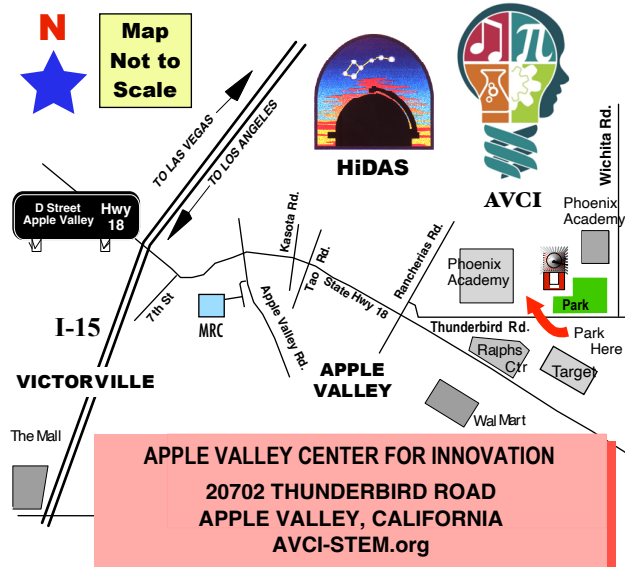 N
Map
Not to
Scale
HiDAS
AVCI
Wichita Rd.
TO LAS VEGAS
TO LOS ANGELES
D Street
Apple Valley
Hwy
18
Kasota Rd.
Tao Rd.
Rancherias Rd.
Phoenix
Academy
Phoenix
Academy
State Hwy 18
7th St
MRC
Apple Valley Rd.
Park
I-15
Thunderbird Rd.
Park
Here
Ralphs
Ctr
Target
VICTORVILLE
APPLE
VALLEY
Wal Mart
The Mall
APPLE VALLEY CENTER FOR INNOVATION
20702 THUNDERBIRD ROAD
APPLE VALLEY, CALIFORNIA
AVCI-STEM.org